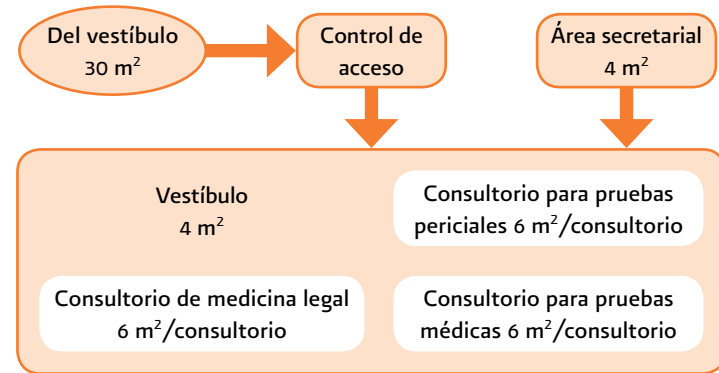 Del vestíbulo
30 m²
Control de
acceso
Área secretarial
4 m²
Vestíbulo
4 m²
Consultorio para pruebas
periciales 6 m²/consultorio
Consultorio de medicina legal
6 m²/consultorio
Consultorio para pruebas
médicas 6 m²/consultorio